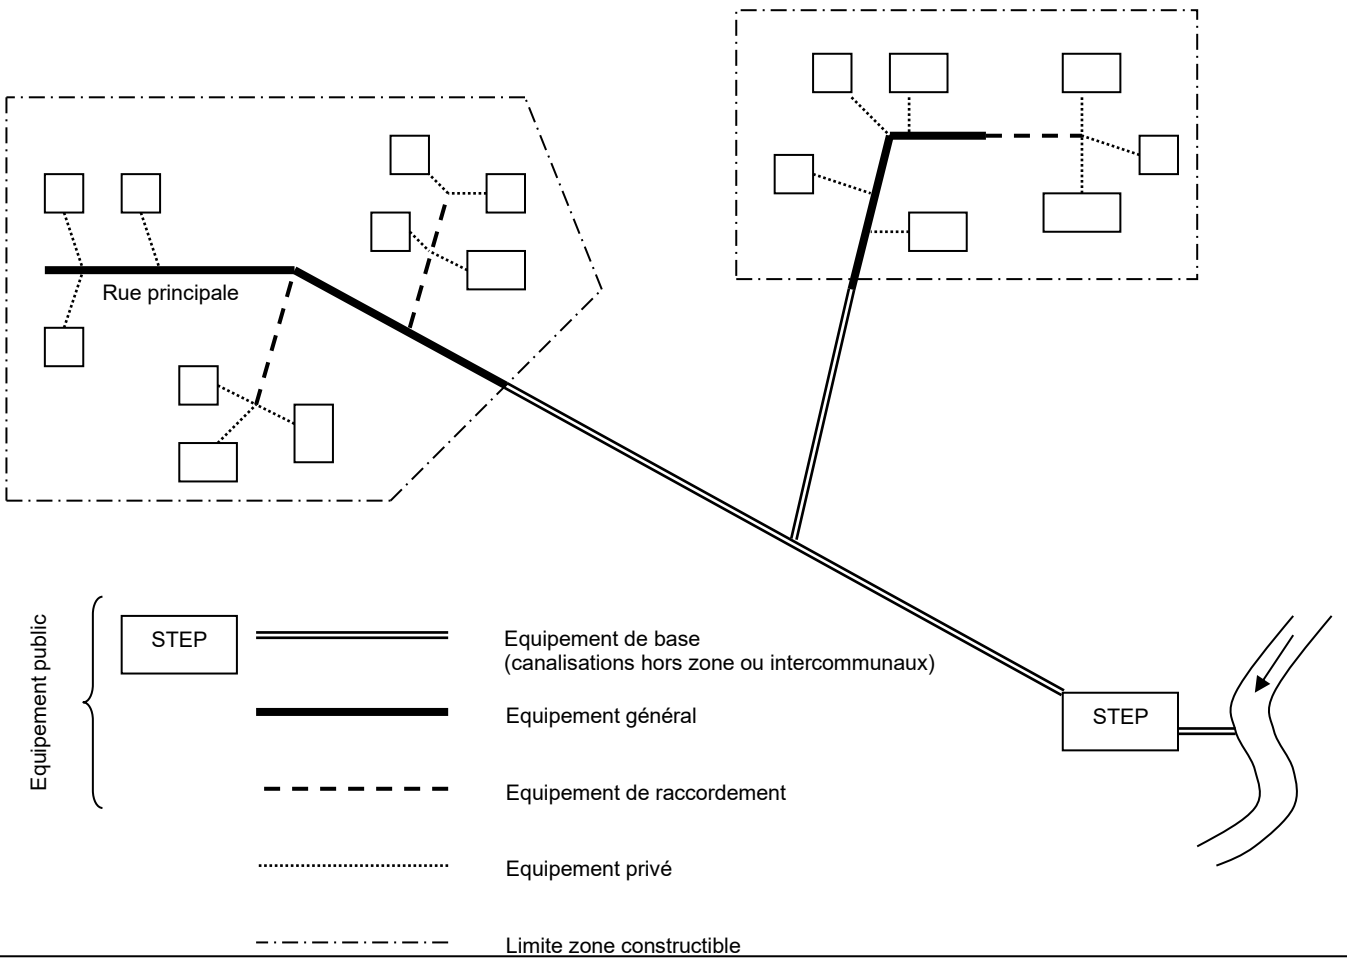 Rue principale
Equipement public
STEP
Equipement de base
(canalisations hors zone ou intercommunaux)
Equipement général
STEP
Equipement de raccordement
Equipement privé
Limite zone constructible